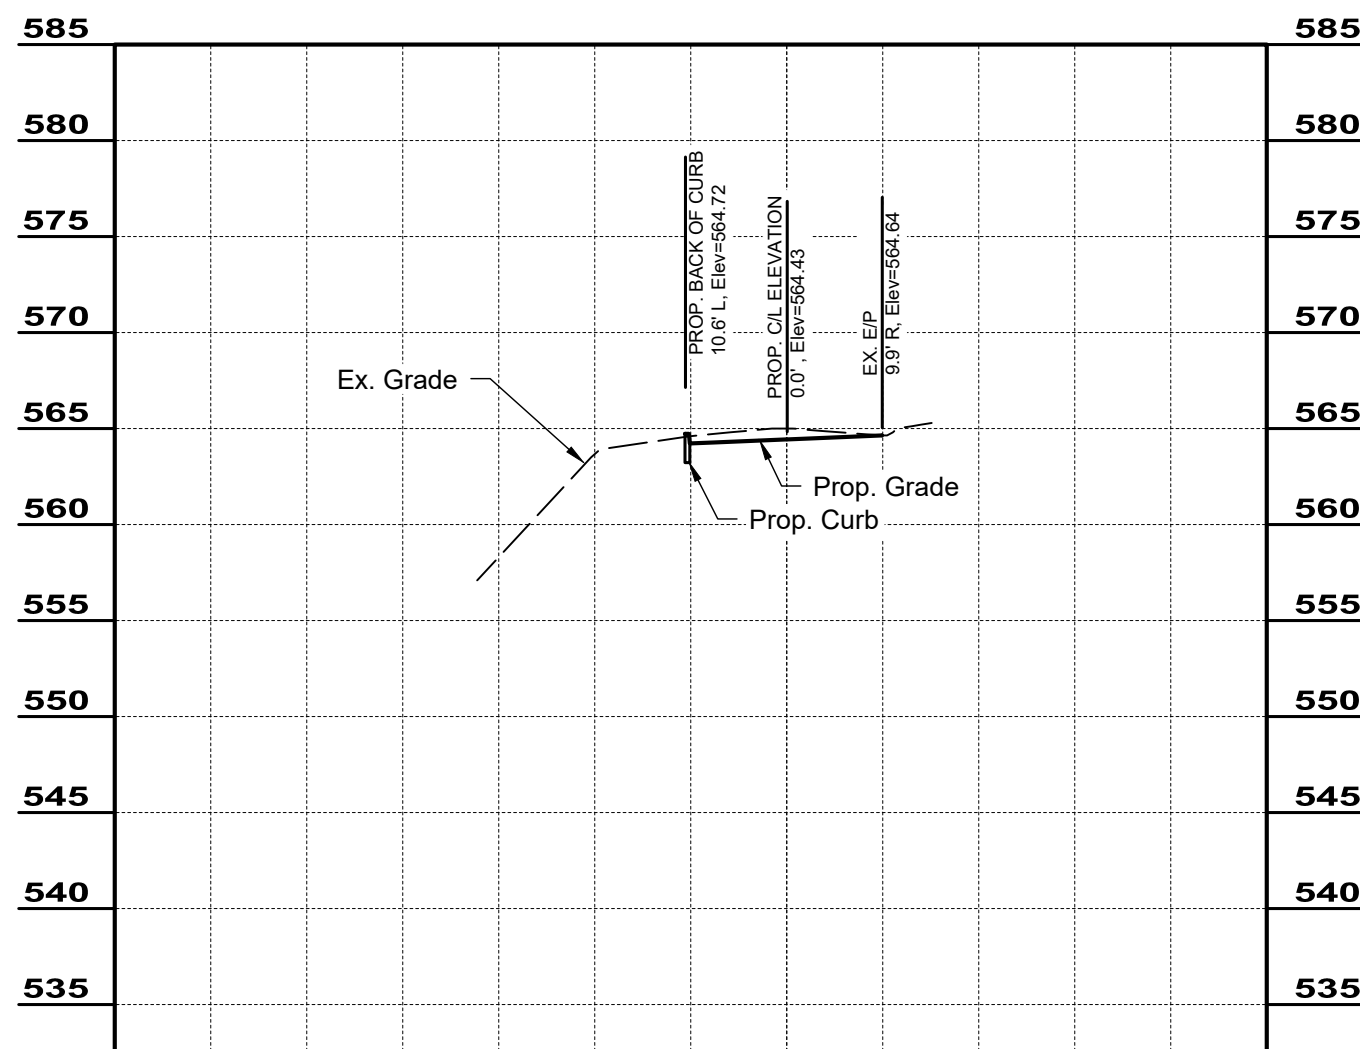 585
585
580
580
PROP. BACK OF CURB
10.6' L, Elev=564.72
PROP. C/L ELEVATION
0.0' , Elev=564.43
EX. E/P
9.9' R, Elev=564.64
575
575
570
570
Ex. Grade
565
565
Prop. Grade
Prop. Curb
560
560
555
555
550
550
545
545
540
540
535
535